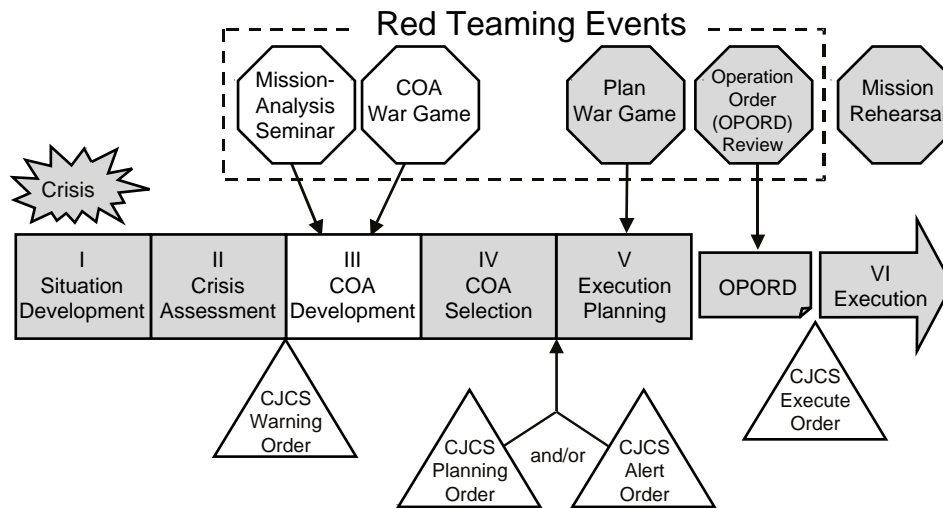 Red Teaming Events
Mission-
Analysis
Seminar
COA
War Game
Plan
War Game
Operation
Order
(OPORD)
Review
Mission
Rehearsal
Crisis
I
Situation
Development
II
Crisis
Assessment
III
COA
Development
IV
COA
Selection
V
Execution
Planning
OPORD
VI
Execution
CJCS
Warning
Order
CJCS
Planning
Order
and/or
CJCS
Alert
Order
CJCS
Execute
Order